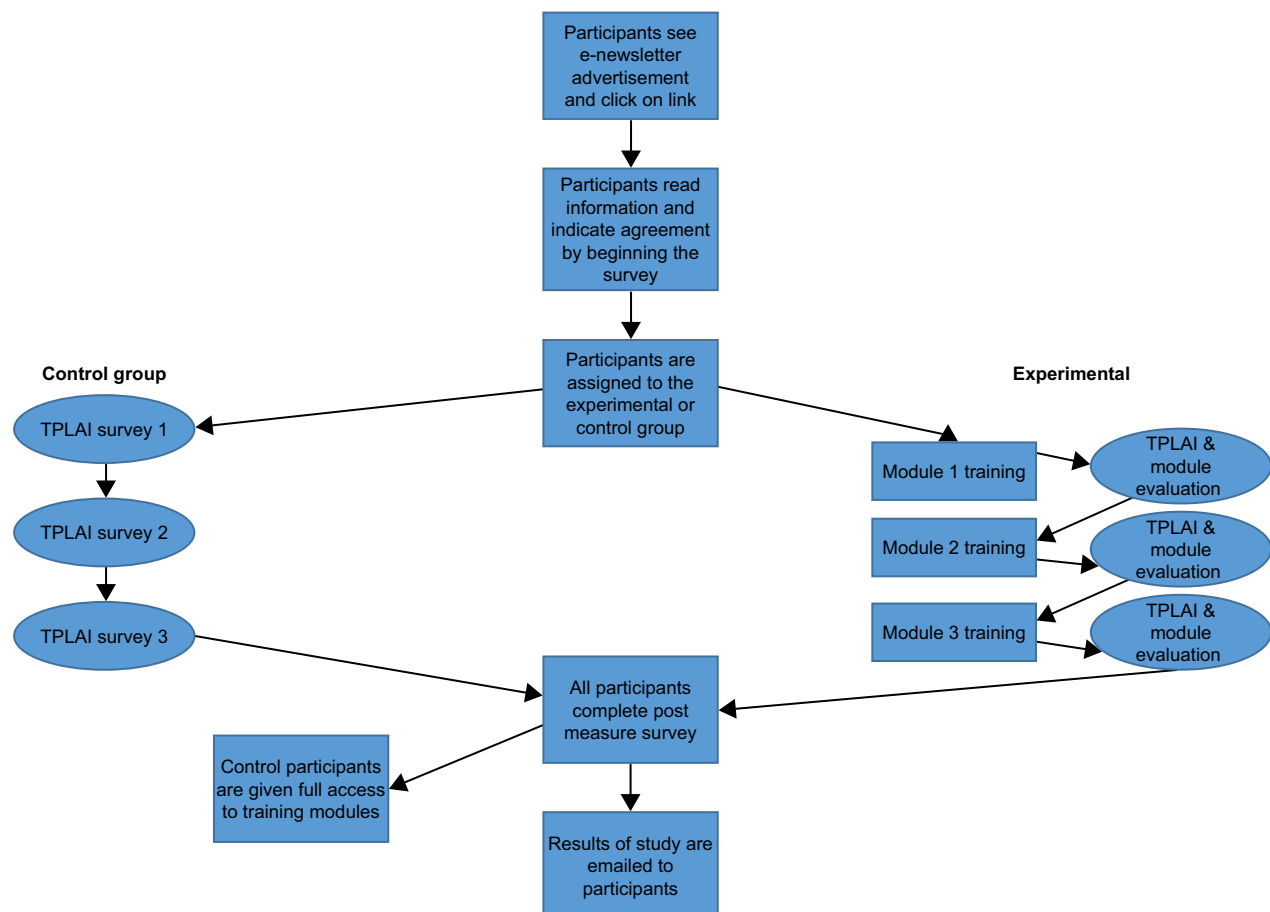 Participants see
e-newsletter
advertisement
and click on link
Participants read
information and
indicate agreement
by beginning the
survey
Participants are
assigned to the
experimental or
control group
Control group
TPLAI survey 1
TPLAI survey 2
TPLAI survey 3
Experimental
Module 1 training
TPLAI &
module
evaluation
Module 2 training
TPLAI &
module
evaluation
Module 3 training
TPLAI &
module
evaluation
All participants
complete post
measure survey
Control participants
are given full access
to training modules
Results of study are
emailed to
participants